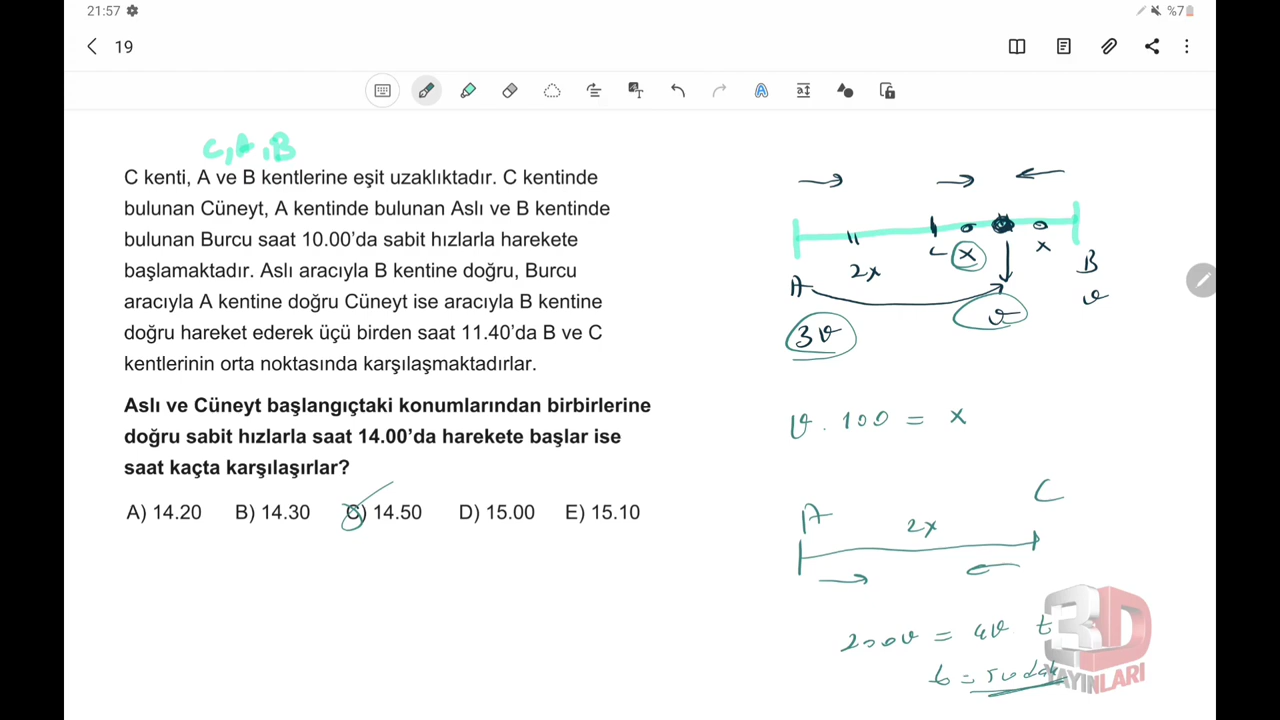 21:57
%7
19
C,A,B
C kenti, A ve B kentlerine eşit uzaklıktadır. C kentinde
bulunan Cüneyt, A kentinde bulunan Aslı ve B kentinde
bulunan Burcu saat 10.00'da sabit hızlarla harekete
başlamaktadır. Aslı aracıyla B kentine doğru, Burcu
aracıyla A kentine doğru Cüneyt ise aracıyla B kentine
doğru hareket ederek üçü birden saat 11.40'da B ve C
kentlerinin orta noktasında karşılaşmaktadırlar.
Aslı ve Cüneyt başlangıçtaki konumlarından birbirlerine
doğru sabit hızlarla saat 14.00'da harekete başlar ise
saat kaçta karşılaşırlar?
A) 14.20 B) 14.30 C) 14.50 D) 15.00 E) 15.10
2x C x x
A B
3v v v
v . 100 = x
A 2x C
200v = 4v t
t = 50 dak
3D
YAYINLARI